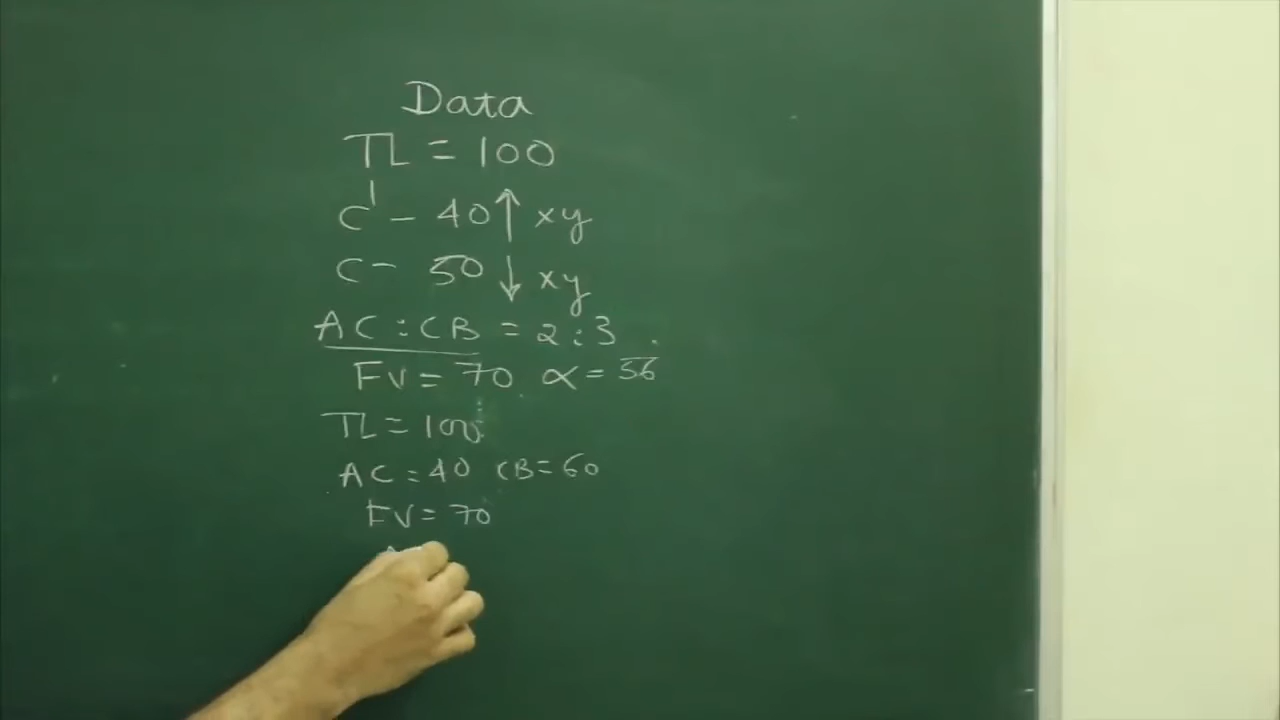 Data
TL = 100
C' - 40 ↑ xy
C - 50 ↓ xy
AC : CB = 2 : 3
FV = 70 α = 56
TL = 100
AC = 40 CB = 60
FV = 70